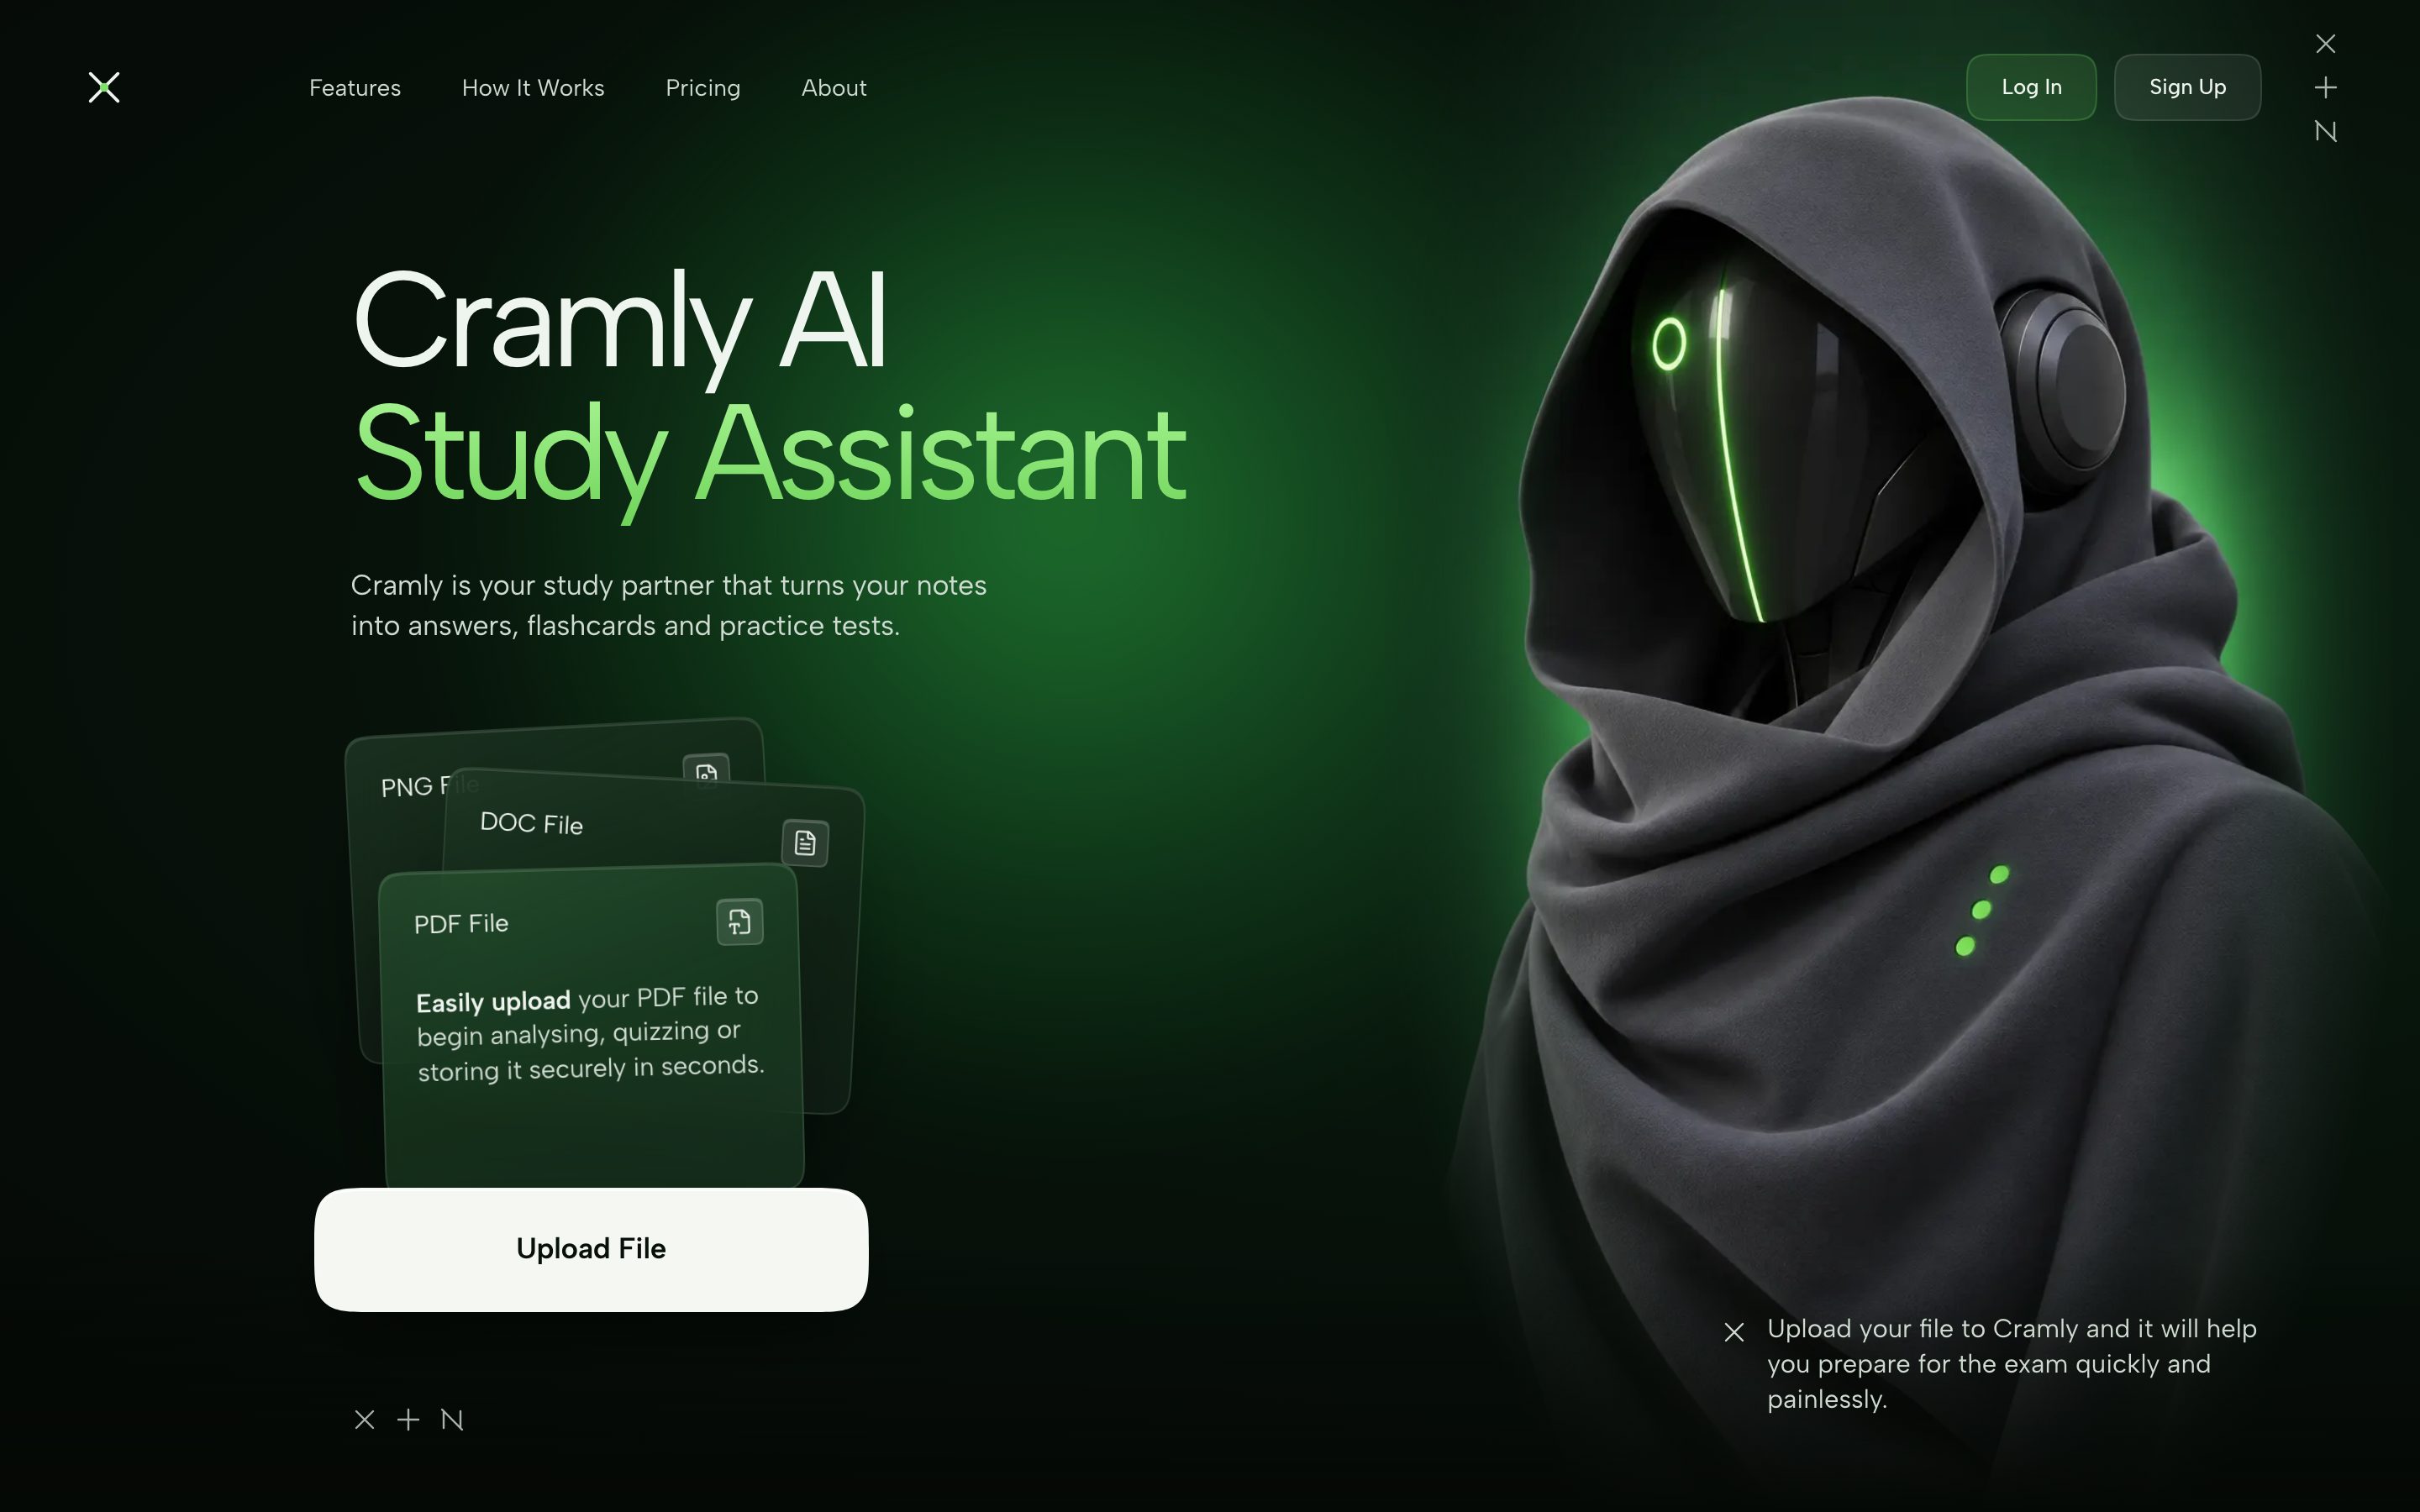 Features
How It Works
Pricing
About
Log In
Sign Up
Cramly AI
Study Assistant
Cramly is your study partner that turns your notes
into answers, flashcards and practice tests.
PNG File
DOC File
PDF File
Easily upload your PDF file to
begin analysing, quizzing or
storing it securely in seconds.
Upload File
Upload your file to Cramly and it will help
you prepare for the exam quickly and
painlessly.